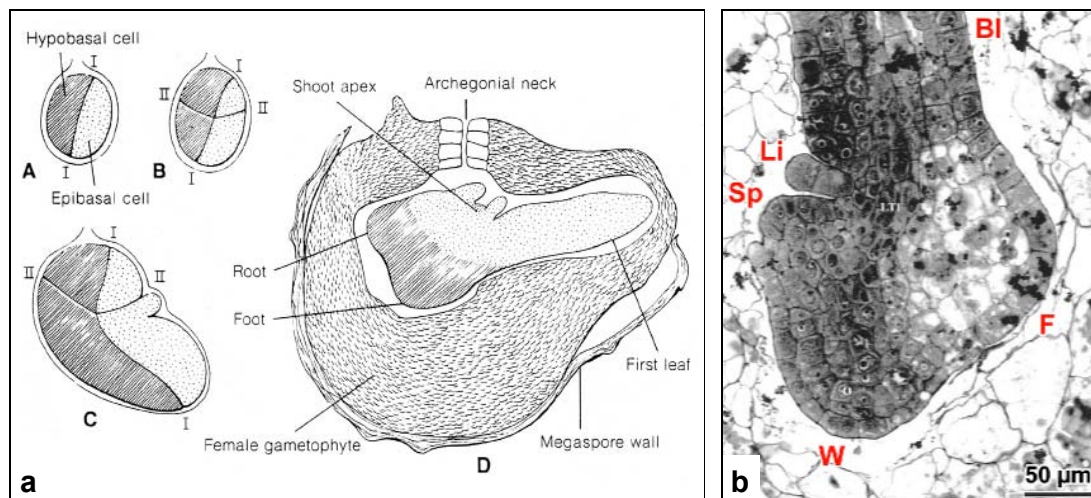 Hypobasal cell
I
I
II
II
I
I
A
B
Epibasal cell
Shoot apex
Archegonial neck
I
II
II
I
C
Root
Foot
First leaf
Female gametophyte
Megaspore wall
D
a
Bl
Li
Sp
LTI
F
W
b
50 µm